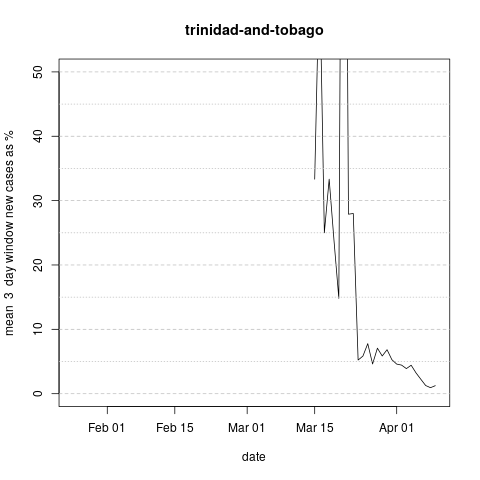 trinidad-and-tobago
mean 3 day window new cases as %
50
40
30
20
10
0
Feb 01
Feb 15
Mar 01
Mar 15
Apr 01
date